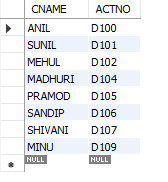 CNAME ACTNO
ANIL D100
SUNIL D101
MEHUL D102
MADHURI D104
PRAMOD D105
SANDIP D106
SHIVANI D107
MINU D109
NULL NULL